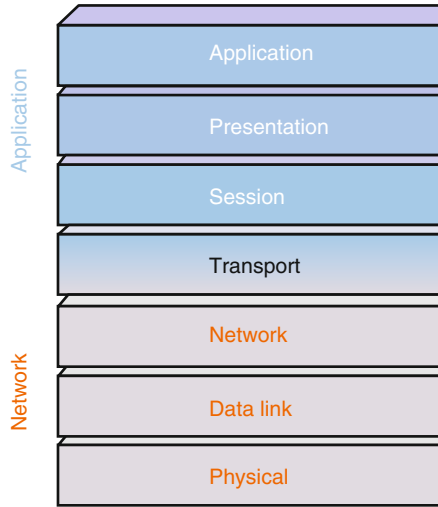 Application
Application
Presentation
Session
Transport
Network
Network
Data link
Physical